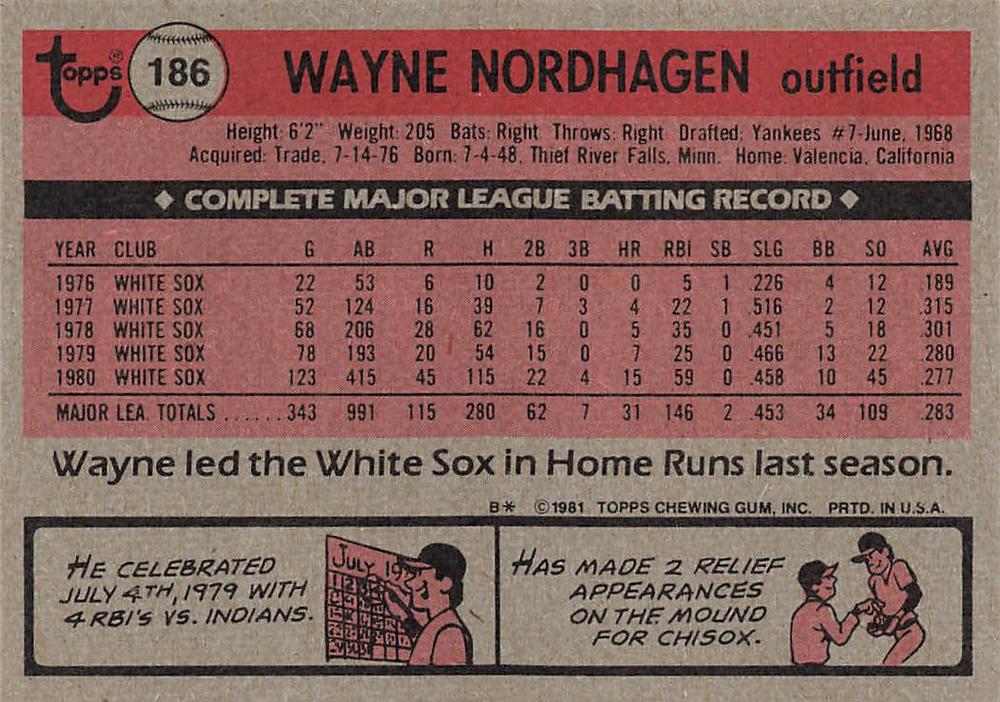 Topps® 186 WAYNE NORDHAGEN outfield
Height: 6'2" Weight: 205 Bats: Right Throws: Right Drafted: Yankees #7-June, 1968
Acquired: Trade, 7-14-76 Born: 7-4-48, Thief River Falls, Minn. Home: Valencia, California
◆ COMPLETE MAJOR LEAGUE BATTING RECORD ◆
YEAR CLUB G AB R H 2B 3B HR RBI SB SLG BB SO AVG
1976 WHITE SOX 22 53 6 10 2 0 0 5 1 .226 4 12 .189
1977 WHITE SOX 52 124 16 39 7 3 4 22 1 .516 2 12 .315
1978 WHITE SOX 68 206 28 62 16 0 5 35 0 .451 5 18 .301
1979 WHITE SOX 78 193 20 54 15 0 7 25 0 .466 13 22 .280
1980 WHITE SOX 123 415 45 115 22 4 15 59 0 .458 10 45 .277
MAJOR LEA. TOTALS ......343 991 115 280 62 7 31 146 2 .453 34 109 .283
Wayne led the White Sox in Home Runs last season.
B* ©1981 TOPPS CHEWING GUM, INC. PRTD. IN U.S.A.
HE CELEBRATED
JULY 4TH, 1979 WITH
4 RBI'S VS. INDIANS.
JULY
HAS MADE 2 RELIEF
APPEARANCES
ON THE MOUND
FOR CHISOX.